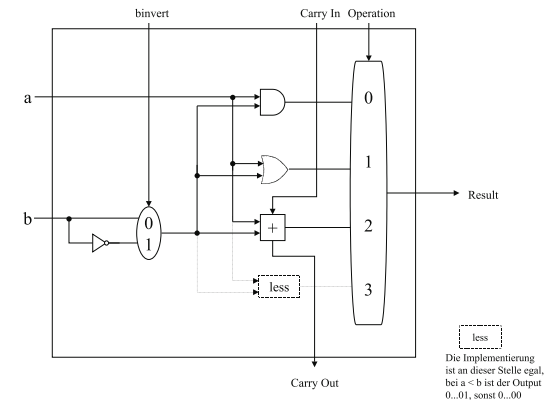 binvert
Carry In
Operation
a
0
1
b
0
1
+
2
less
3
Result
Carry Out
less
Die Implementierung
ist an dieser Stelle egal,
bei a < b ist der Output
0...01, sonst 0...00